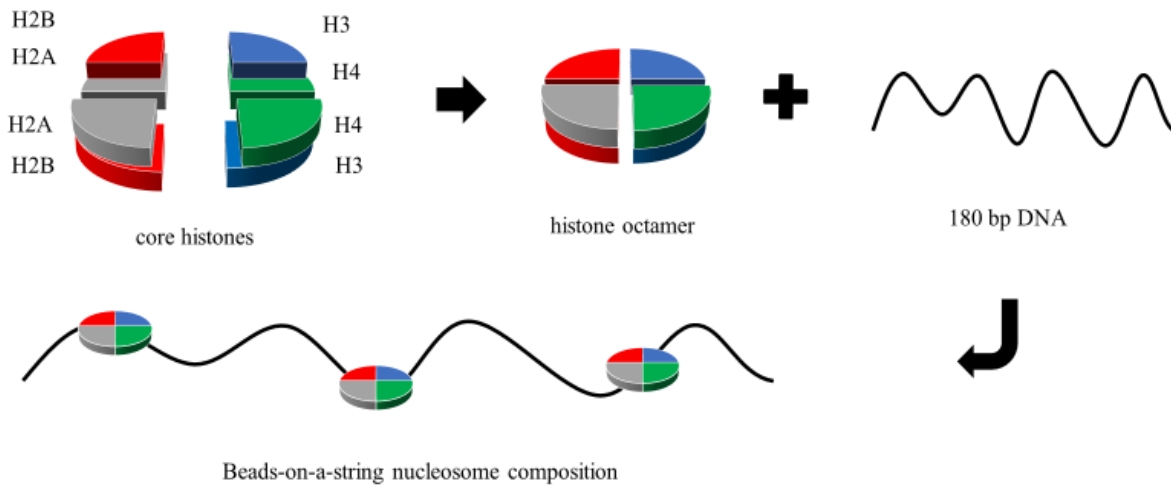 H2B
H3
H2A
H4
H2A
H4
H2B
H3
core histones
histone octamer
180 bp DNA
Beads-on-a-string nucleosome composition